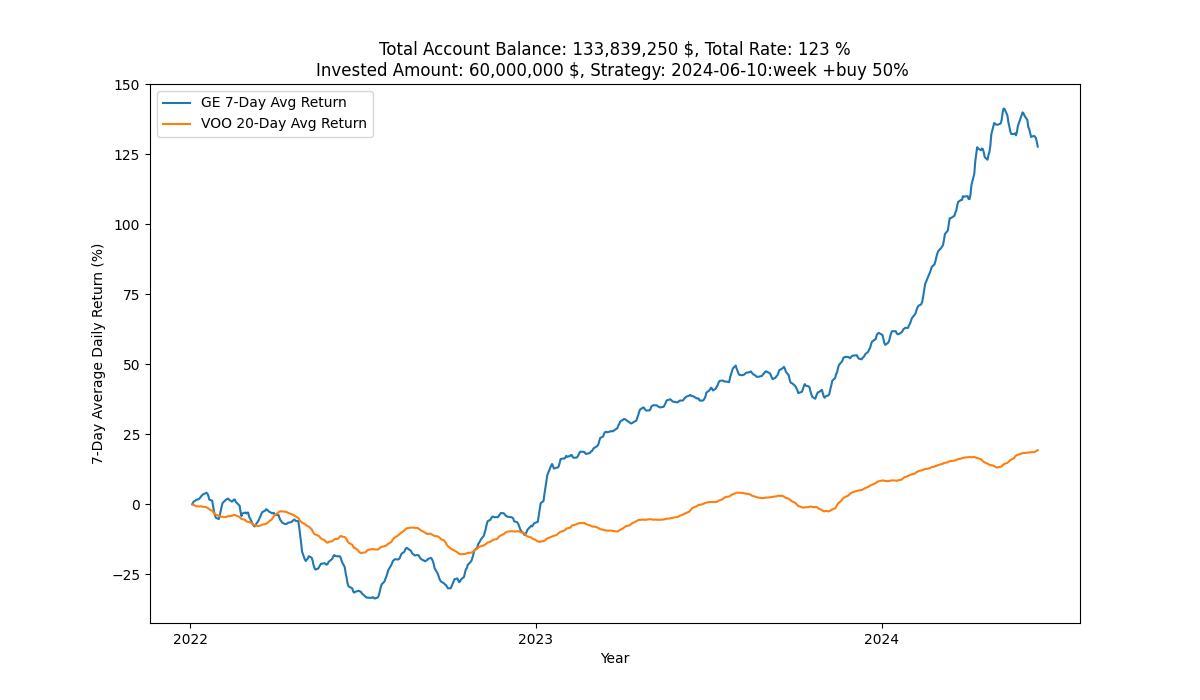 Total Account Balance: 133,839,250 $, Total Rate: 123 %
Invested Amount: 60,000,000 $, Strategy: 2024-06-10:week +buy 50%
GE 7-Day Avg Return
VOO 20-Day Avg Return
7-Day Average Daily Return (%)
150
125
100
75
50
25
0
−25
2022
2023
2024
Year